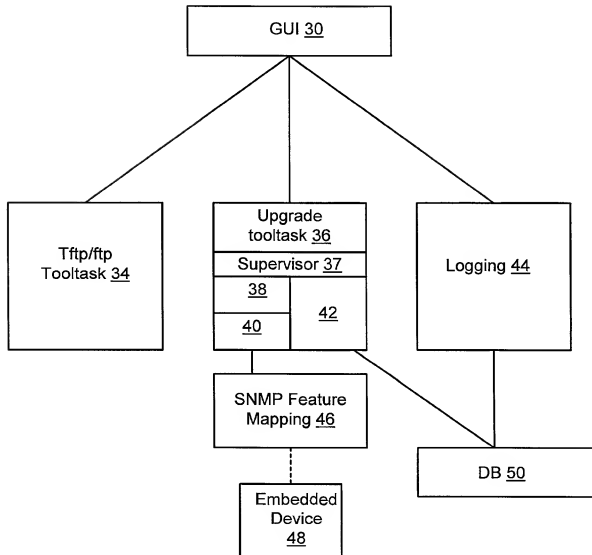 GUI 30
Tftp/ftp
Tooltask 34
Upgrade
tooltask 36
Supervisor 37
38
40
42
Logging 44
SNMP Feature
Mapping 46
DB 50
Embedded
Device
48